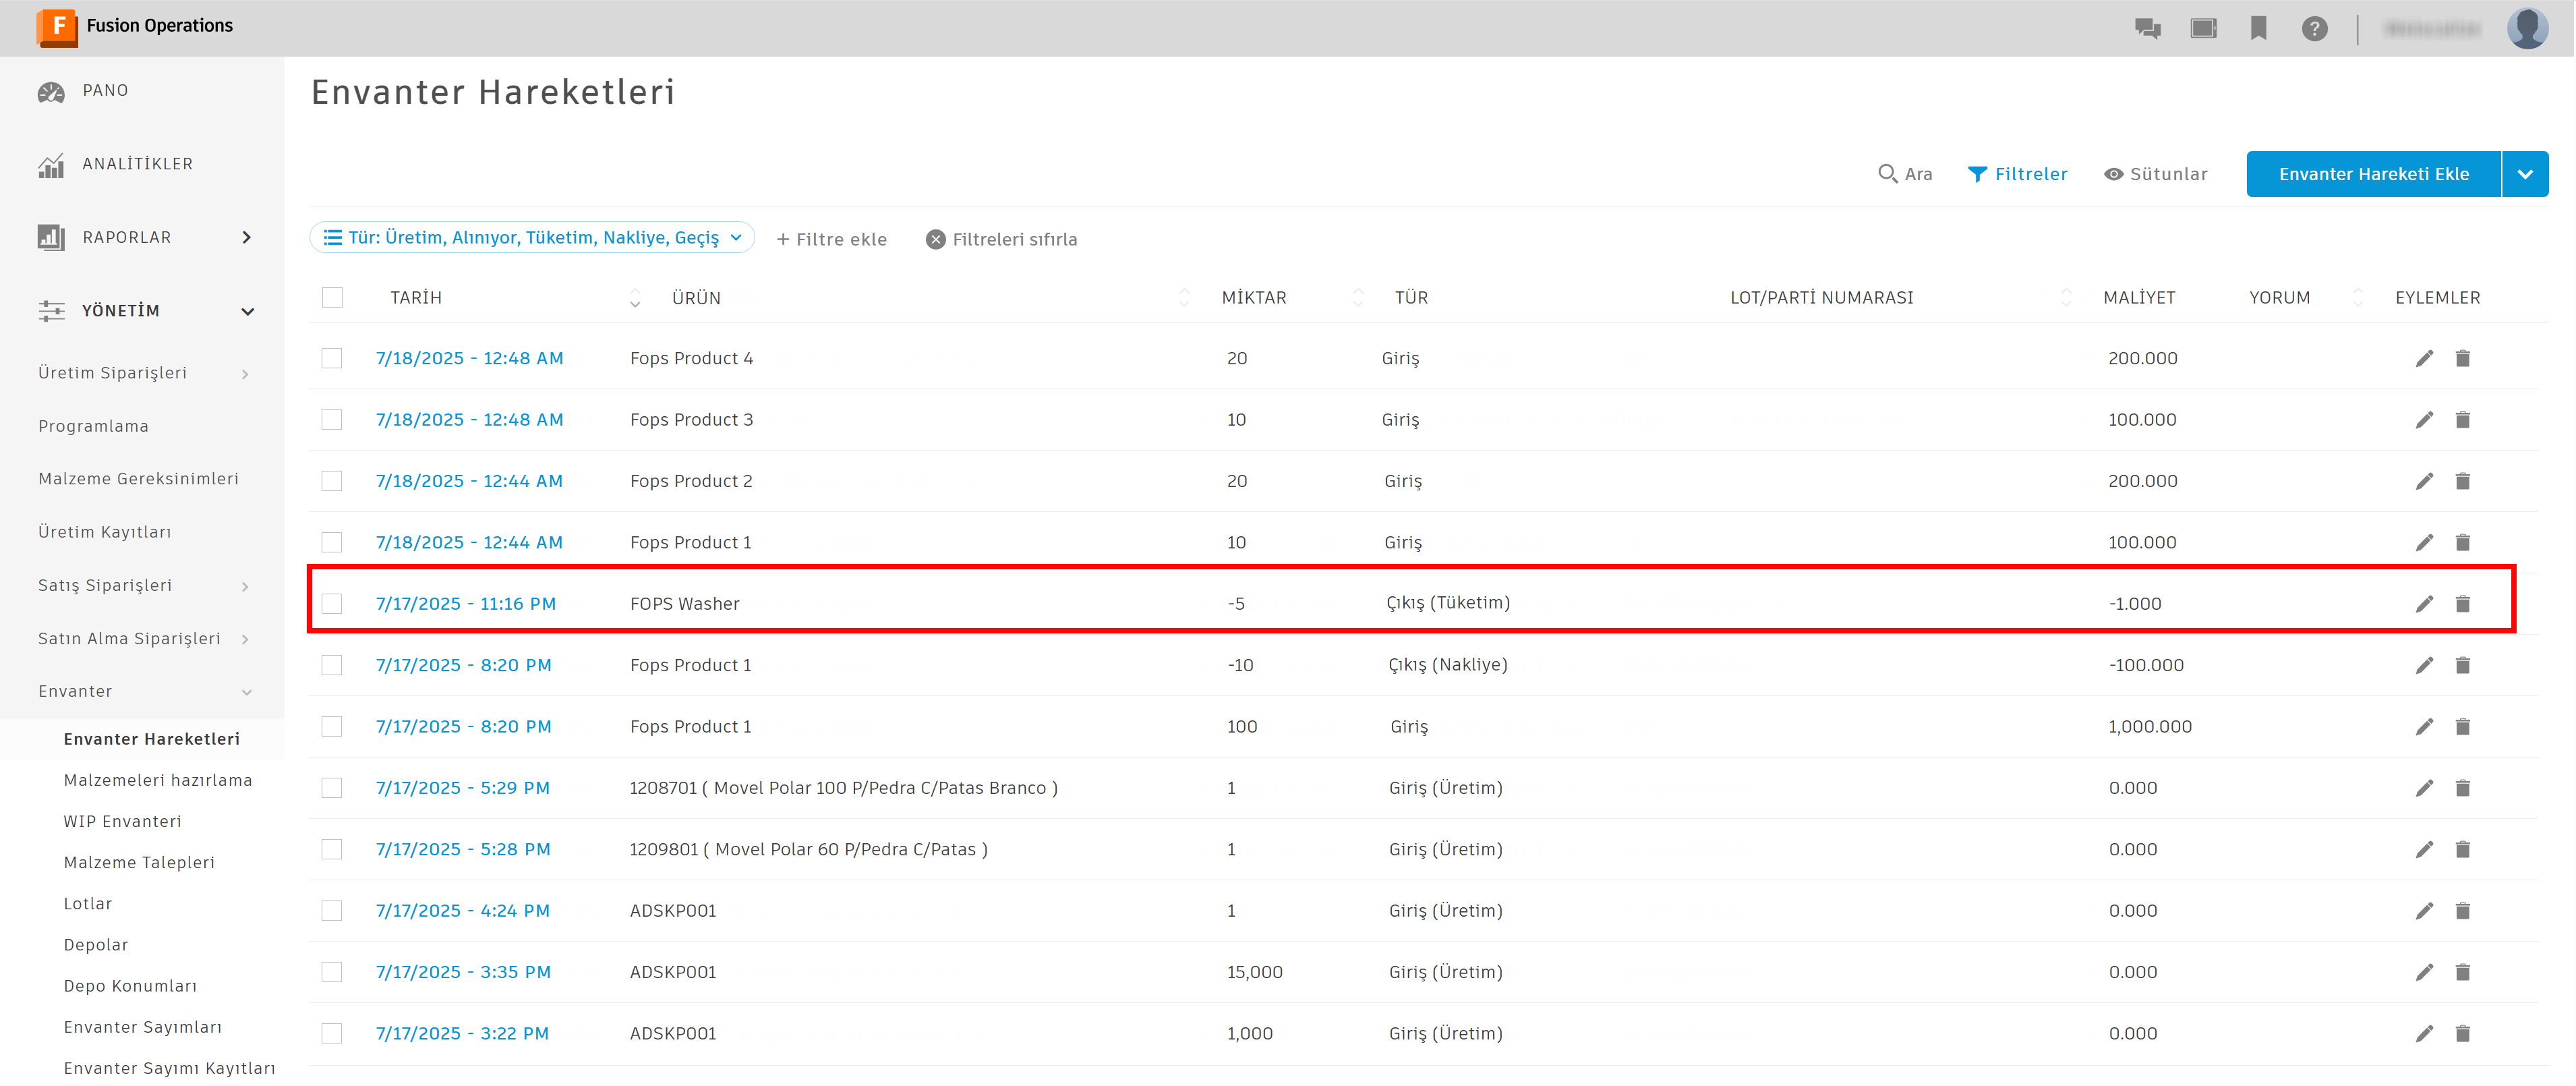 Fusion Operations
PANO
ANALİTİKLER
RAPORLAR
YÖNETİM
Üretim Siparişleri
Programlama
Malzeme Gereksinimleri
Üretim Kayıtları
Satış Siparişleri
Satın Alma Siparişleri
Envanter
Envanter Hareketleri
Malzemeleri hazırlama
WIP Envanteri
Malzeme Talepleri
Lotlar
Depolar
Depo Konumları
Envanter Sayımları
Envanter Sayımı Kayıtları
Envanter Hareketleri
Ara Filtreler Sütunlar Envanter Hareketi Ekle
Tür: Üretim, Alınıyor, Tüketim, Nakliye, Geçiş + Filtre ekle Filtreleri sıfırla
TARİH ÜRÜN MİKTAR TÜR LOT/PARTİ NUMARASI MALİYET YORUM EYLEMLER
7/18/2025 - 12:48 AM Fops Product 4 20 Giriş 200.000
7/18/2025 - 12:48 AM Fops Product 3 10 Giriş 100.000
7/18/2025 - 12:44 AM Fops Product 2 20 Giriş 200.000
7/18/2025 - 12:44 AM Fops Product 1 10 Giriş 100.000
7/17/2025 - 11:16 PM FOPS Washer -5 Çıkış (Tüketim) -1.000
7/17/2025 - 8:20 PM Fops Product 1 -10 Çıkış (Nakliye) -100.000
7/17/2025 - 8:20 PM Fops Product 1 100 Giriş 1,000.000
7/17/2025 - 5:29 PM 1208701 ( Movel Polar 100 P/Pedra C/Patas Branco ) 1 Giriş (Üretim) 0.000
7/17/2025 - 5:28 PM 1209801 ( Movel Polar 60 P/Pedra C/Patas ) 1 Giriş (Üretim) 0.000
7/17/2025 - 4:24 PM ADSKP001 1 Giriş (Üretim) 0.000
7/17/2025 - 3:35 PM ADSKP001 15,000 Giriş (Üretim) 0.000
7/17/2025 - 3:22 PM ADSKP001 1,000 Giriş (Üretim) 0.000